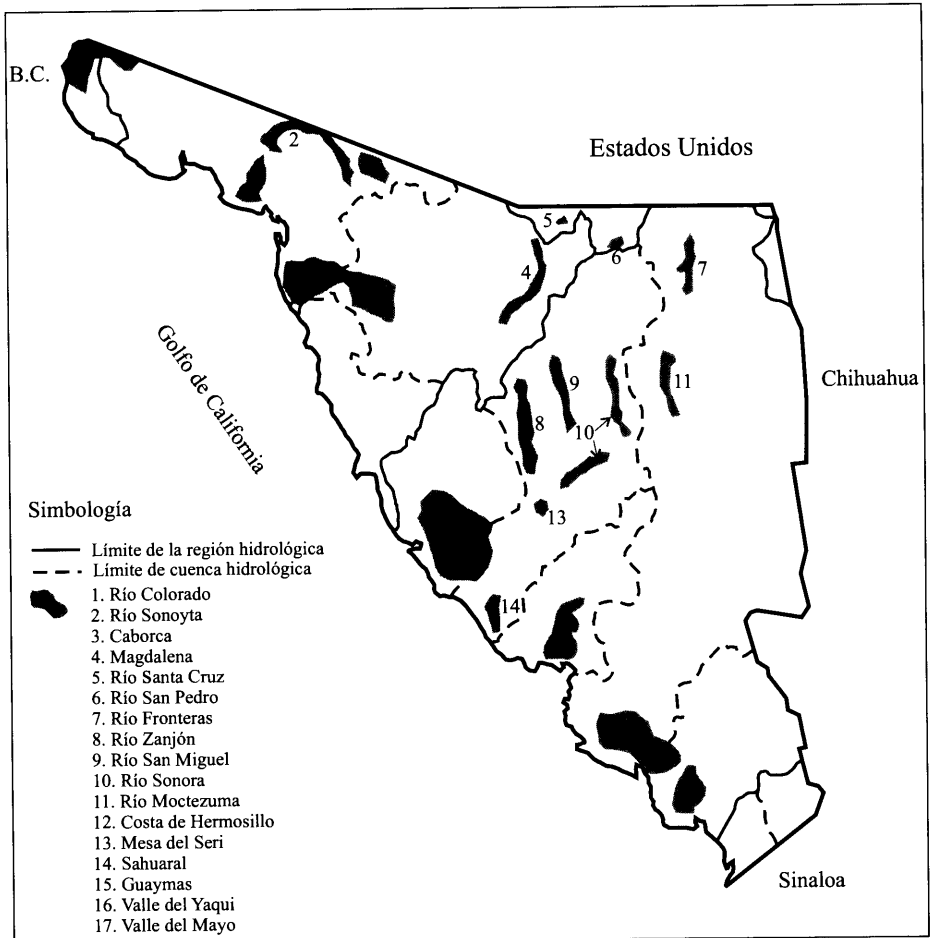 B.C.
2
Estados Unidos
5
6
4
7
Golfo de California
Chihuahua
9
11
8
10
13
Simbología
Límite de la región hidrológica
Límite de cuenca hidrológica
1. Río Colorado
14
2. Río Sonoyta
3. Caborca
4. Magdalena
5. Río Santa Cruz
6. Río San Pedro
7. Río Fronteras
8. Río Zanjón
9. Río San Miguel
10. Río Sonora
11. Río Moctezuma
12. Costa de Hermosillo
13. Mesa del Seri
14. Sahuaral
15. Guaymas
16. Valle del Yaqui
17. Valle del Mayo
Sinaloa